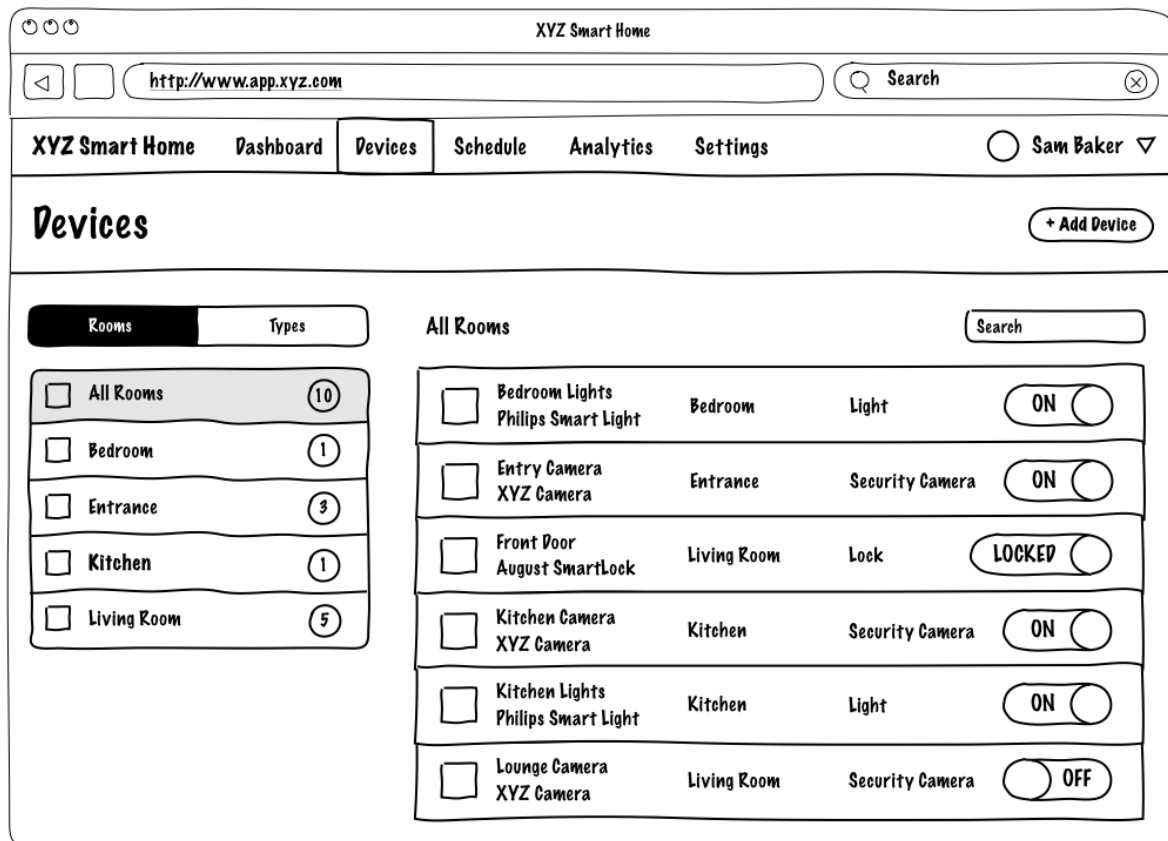 XYZ Smart Home
http://www.app.xyz.com
Search
XYZ Smart Home Dashboard Devices Schedule Analytics Settings Sam Baker
Devices
+ Add Device
Rooms Types
All Rooms 10
Bedroom 1
Entrance 3
Kitchen 1
Living Room 5
All Rooms
Search
Bedroom Lights
Philips Smart Light
Bedroom Light ON
Entry Camera
XYZ Camera
Entrance Security Camera ON
Front Door
August SmartLock
Living Room Lock LOCKED
Kitchen Camera
XYZ Camera
Kitchen Security Camera ON
Kitchen Lights
Philips Smart Light
Kitchen Light ON
Lounge Camera
XYZ Camera
Living Room Security Camera OFF